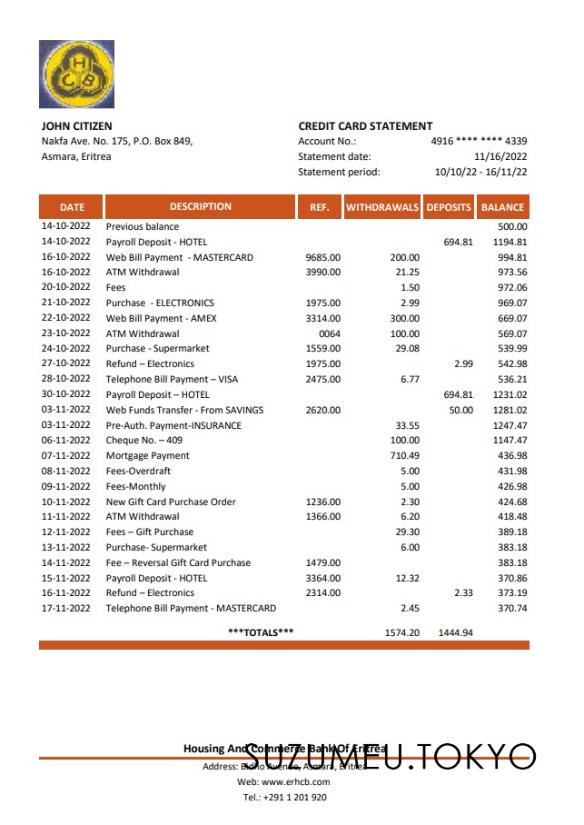 H
C B
JOHN CITIZEN
Nakfa Ave. No. 175, P.O. Box 849,
Asmara, Eritrea
CREDIT CARD STATEMENT
Account No.: 4916 **** **** 4339
Statement date: 11/16/2022
Statement period: 10/10/22 - 16/11/22
DATE DESCRIPTION REF. WITHDRAWALS DEPOSITS BALANCE
14-10-2022 Previous balance 500.00
14-10-2022 Payroll Deposit - HOTEL 694.81 1194.81
16-10-2022 Web Bill Payment - MASTERCARD 9685.00 200.00 994.81
16-10-2022 ATM Withdrawal 3990.00 21.25 973.56
20-10-2022 Fees 1.50 972.06
21-10-2022 Purchase - ELECTRONICS 1975.00 2.99 969.07
22-10-2022 Web Bill Payment - AMEX 3314.00 300.00 669.07
23-10-2022 ATM Withdrawal 0064 100.00 569.07
24-10-2022 Purchase - Supermarket 1559.00 29.08 539.99
27-10-2022 Refund – Electronics 1975.00 2.99 542.98
28-10-2022 Telephone Bill Payment – VISA 2475.00 6.77 536.21
30-10-2022 Payroll Deposit – HOTEL 694.81 1231.02
03-11-2022 Web Funds Transfer - From SAVINGS 2620.00 50.00 1281.02
03-11-2022 Pre-Auth. Payment-INSURANCE 33.55 1247.47
06-11-2022 Cheque No. – 409 100.00 1147.47
07-11-2022 Mortgage Payment 710.49 436.98
08-11-2022 Fees-Overdraft 5.00 431.98
09-11-2022 Fees-Monthly 5.00 426.98
10-11-2022 New Gift Card Purchase Order 1236.00 2.30 424.68
11-11-2022 ATM Withdrawal 1366.00 6.20 418.48
12-11-2022 Fees – Gift Purchase 29.30 389.18
13-11-2022 Purchase- Supermarket 6.00 383.18
14-11-2022 Fee – Reversal Gift Card Purchase 1479.00 383.18
15-11-2022 Payroll Deposit - HOTEL 3364.00 12.32 370.86
16-11-2022 Refund – Electronics 2314.00 2.33 373.19
17-11-2022 Telephone Bill Payment - MASTERCARD 2.45 370.74
***TOTALS*** 1574.20 1444.94
Housing And Commerce Bank Of Eritrea
SUZUMEU.TOKYO
Address: Bidho Avenue, Asmara, Eritrea
Web: www.erhcb.com
Tel.: +291 1 201 920